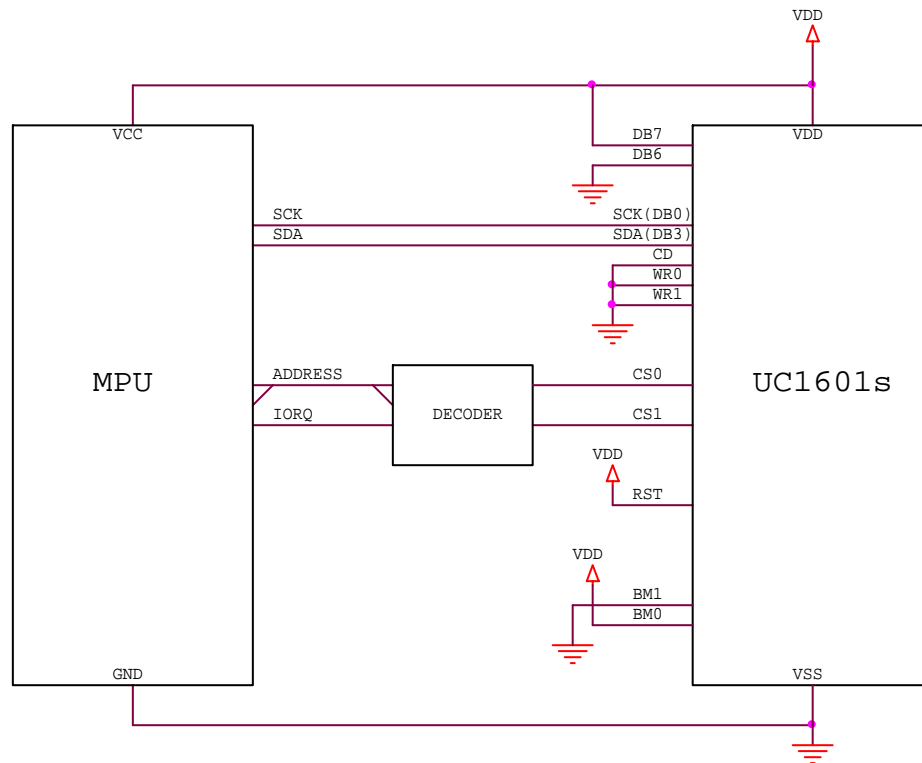 VDD
VCC
DB7
VDD
DB6
SCK
SCK(DB0)
SDA
SDA(DB3)
CD
WR0
WR1
MPU
ADDRESS
CS0
UC1601s
IORQ
DECODER
CS1
VDD
RST
VDD
BM1
BM0
GND
VSS